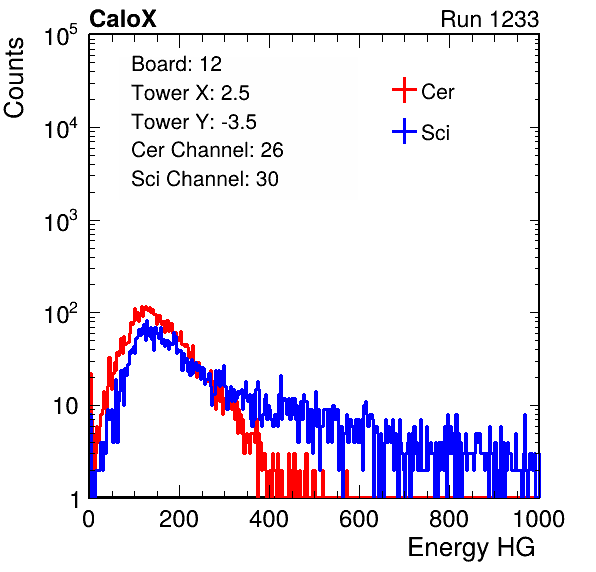 CaloX Run 1233
Counts
10^5
10^4
10^3
10^2
10
1
Board: 12
Tower X: 2.5
Tower Y: -3.5
Cer Channel: 26
Sci Channel: 30
Cer
Sci
0 200 400 600 800 1000
Energy HG